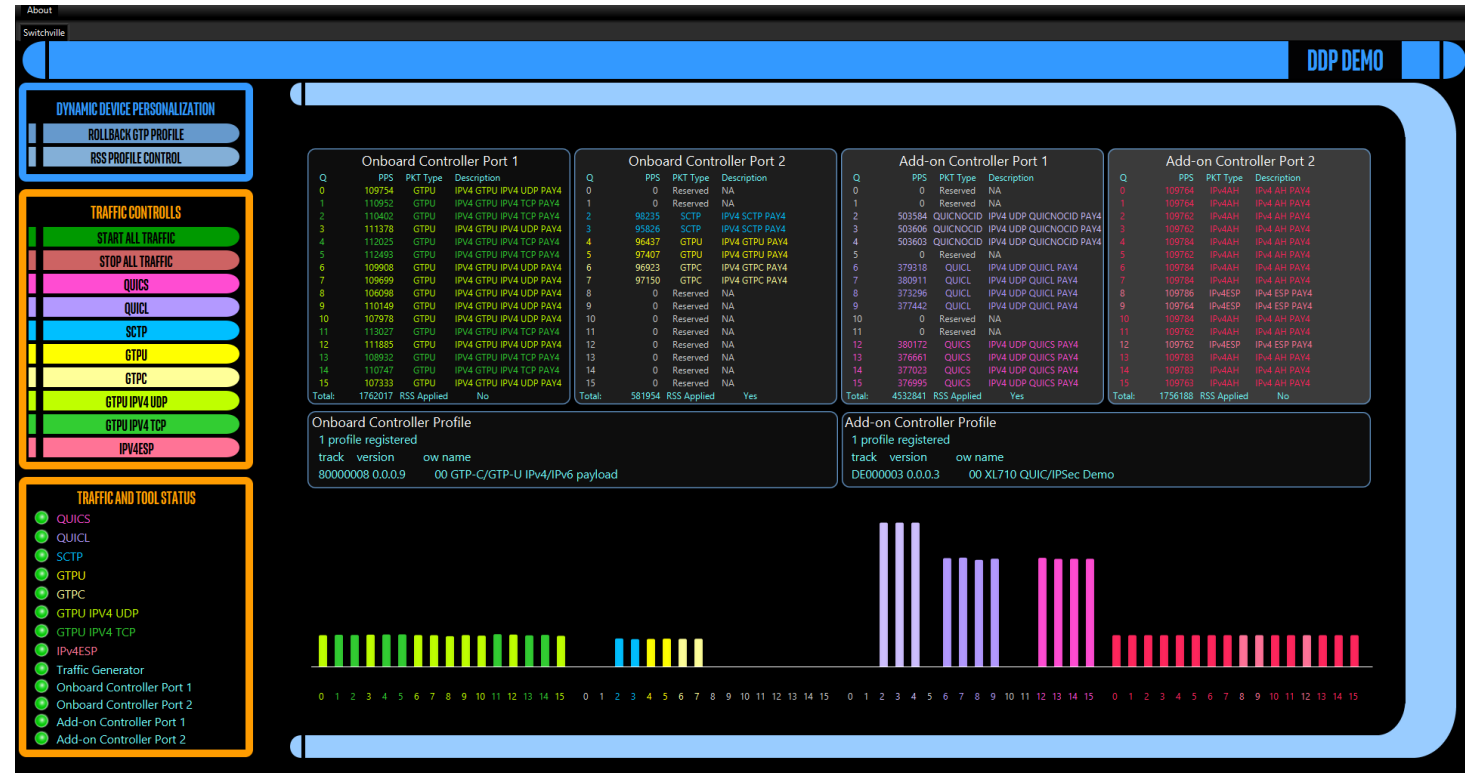 About
Switchville
DDP DEMO
DYNAMIC DEVICE PERSONALIZATION
ROLLBACK GTP PROFILE
RSS PROFILE CONTROL
TRAFFIC CONTROLLS
START ALL TRAFFIC
STOP ALL TRAFFIC
QUICS
QUICL
SCTP
GTPU
GTPC
GTPU IPV4 UDP
GTPU IPV4 TCP
IPV4ESP
TRAFFIC AND TOOL STATUS
QUICS
QUICL
SCTP
GTPU
GTPC
GTPU IPV4 UDP
GTPU IPV4 TCP
IPv4ESP
Traffic Generator
Onboard Controller Port 1
Onboard Controller Port 2
Add-on Controller Port 1
Add-on Controller Port 2
Onboard Controller Port 1
Q PPS PKT Type Description
0 109754 GTPU IPV4 GTPU IPV4 UDP PAY4
1 110952 GTPU IPV4 GTPU IPV4 TCP PAY4
2 110402 GTPU IPV4 GTPU IPV4 TCP PAY4
3 111378 GTPU IPV4 GTPU IPV4 UDP PAY4
4 112025 GTPU IPV4 GTPU IPV4 TCP PAY4
5 112493 GTPU IPV4 GTPU IPV4 TCP PAY4
6 109908 GTPU IPV4 GTPU IPV4 UDP PAY4
7 109699 GTPU IPV4 GTPU IPV4 UDP PAY4
8 106098 GTPU IPV4 GTPU IPV4 UDP PAY4
9 110149 GTPU IPV4 GTPU IPV4 UDP PAY4
10 107978 GTPU IPV4 GTPU IPV4 UDP PAY4
11 113027 GTPU IPV4 GTPU IPV4 TCP PAY4
12 111885 GTPU IPV4 GTPU IPV4 UDP PAY4
13 108932 GTPU IPV4 GTPU IPV4 TCP PAY4
14 110747 GTPU IPV4 GTPU IPV4 TCP PAY4
15 107333 GTPU IPV4 GTPU IPV4 UDP PAY4
Total: 1762017 RSS Applied No
Onboard Controller Port 2
Q PPS PKT Type Description
0 0 Reserved NA
1 0 Reserved NA
2 98235 SCTP IPV4 SCTP PAY4
3 95826 SCTP IPV4 SCTP PAY4
4 96437 GTPU IPV4 GTPU PAY4
5 97407 GTPU IPV4 GTPU PAY4
6 96923 GTPC IPV4 GTPC PAY4
7 97150 GTPC IPV4 GTPC PAY4
8 0 Reserved NA
9 0 Reserved NA
10 0 Reserved NA
11 0 Reserved NA
12 0 Reserved NA
13 0 Reserved NA
14 0 Reserved NA
15 0 Reserved NA
Total: 581954 RSS Applied Yes
Add-on Controller Port 1
Q PPS PKT Type Description
0 0 Reserved NA
1 0 Reserved NA
2 503584 QUICNOCID IPV4 UDP QUICNOCID PAY4
3 503606 QUICNOCID IPV4 UDP QUICNOCID PAY4
4 503603 QUICNOCID IPV4 UDP QUICNOCID PAY4
5 0 Reserved NA
6 379318 QUICL IPV4 UDP QUICL PAY4
7 380911 QUICL IPV4 UDP QUICL PAY4
8 373296 QUICL IPV4 UDP QUICL PAY4
9 377442 QUICL IPV4 UDP QUICL PAY4
10 0 Reserved NA
11 0 Reserved NA
12 380172 QUICS IPV4 UDP QUICS PAY4
13 376661 QUICS IPV4 UDP QUICS PAY4
14 377023 QUICS IPV4 UDP QUICS PAY4
15 376995 QUICS IPV4 UDP QUICS PAY4
Total: 4532841 RSS Applied Yes
Add-on Controller Port 2
Q PPS PKT Type Description
0 109764 IPv4AH IPv4 AH PAY4
1 109764 IPv4AH IPv4 AH PAY4
2 109762 IPv4AH IPv4 AH PAY4
3 109762 IPv4AH IPv4 AH PAY4
4 109784 IPv4AH IPv4 AH PAY4
5 109762 IPv4AH IPv4 AH PAY4
6 109784 IPv4AH IPv4 AH PAY4
7 109784 IPv4AH IPv4 AH PAY4
8 109786 IPv4ESP IPv4 ESP PAY4
9 109764 IPv4ESP IPv4 AH PAY4
10 109784 IPv4AH IPv4 AH PAY4
11 109762 IPv4AH IPv4 AH PAY4
12 109762 IPv4ESP IPv4 ESP PAY4
13 109783 IPv4AH IPv4 AH PAY4
14 109783 IPv4AH IPv4 AH PAY4
15 109763 IPv4AH IPv4 AH PAY4
Total: 1756188 RSS Applied No
Onboard Controller Profile
1 profile registered
track version ow name
80000008 0.0.0.9 00 GTP-C/GTP-U IPv4/IPv6 payload
Add-on Controller Profile
1 profile registered
track version ow name
DE000003 0.0.0.3 00 XL710 QUIC/IPSec Demo
0 1 2 3 4 5 6 7 8 9 10 11 12 13 14 15
0 1 2 3 4 5 6 7 8 9 10 11 12 13 14 15
0 1 2 3 4 5 6 7 8 9 10 11 12 13 14 15
0 1 2 3 4 5 6 7 8 9 10 11 12 13 14 15